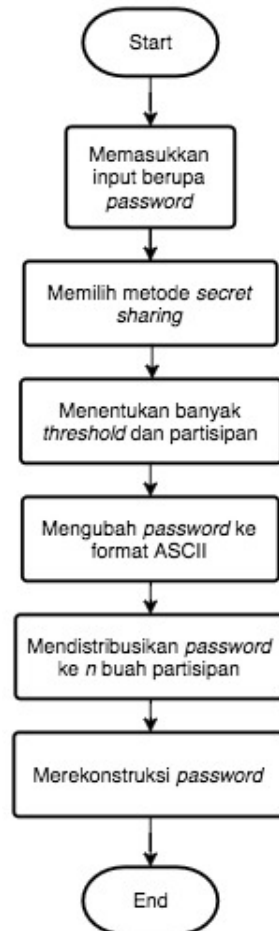 Start
Memasukkan
input berupa
password
Memilih metode secret
sharing
Menentukan banyak
threshold dan partisipan
Mengubah password ke
format ASCII
Mendistribusikan password
ke n buah partisipan
Merekonstruksi password
End